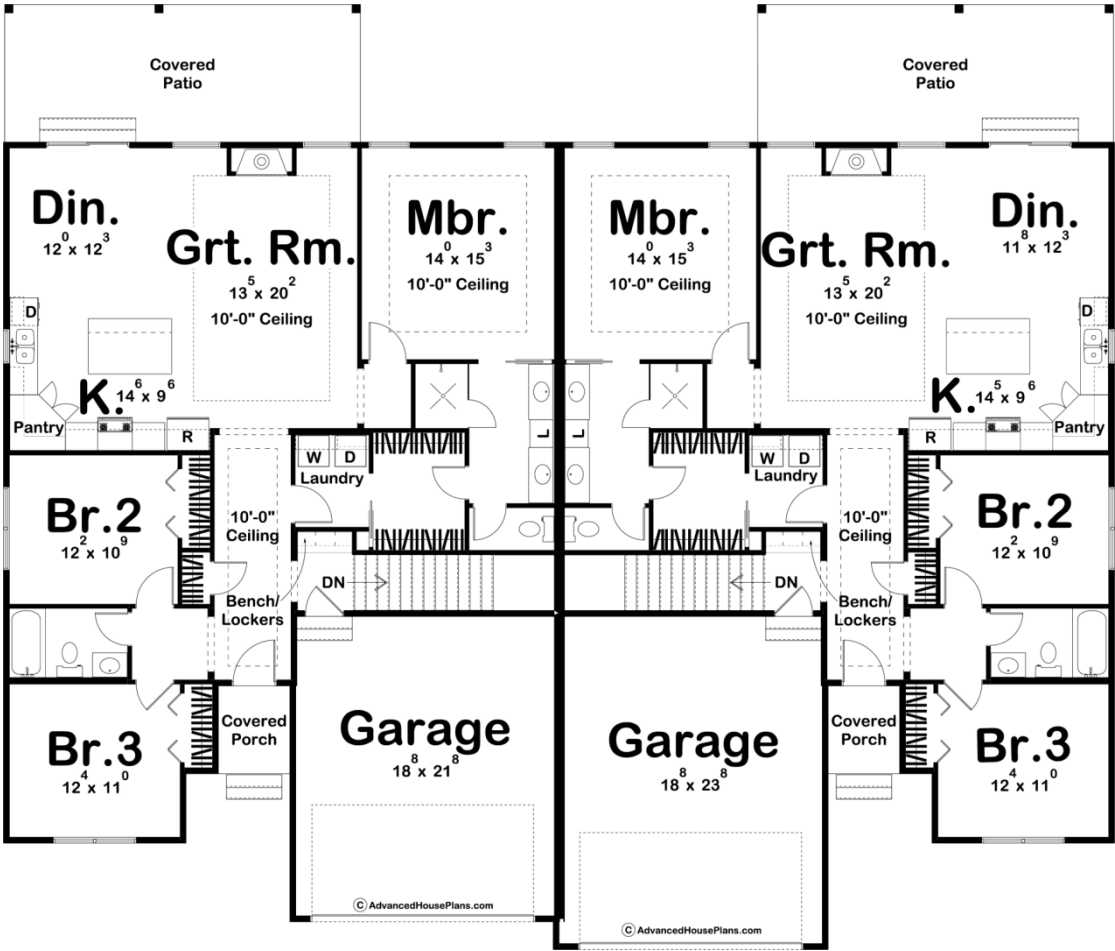 Covered
Patio
Covered
Patio
Din.
12⁰ x 12³
Grt. Rm.
13⁵ x 20²
10'-0" Ceiling
Mbr.
14⁰ x 15³
10'-0" Ceiling
Mbr.
14⁰ x 15³
10'-0" Ceiling
Grt. Rm.
13⁵ x 20²
10'-0" Ceiling
Din.
11⁸ x 12³
D
D
K. 14⁶ x 9⁶
K. 14⁵ x 9⁶
Pantry
R
L
L
R
Pantry
W D
Laundry
W D
Laundry
Br.2
12² x 10⁹
10'-0"
Ceiling
10'-0"
Ceiling
Br.2
12² x 10⁹
DN
DN
Bench/
Lockers
Bench/
Lockers
Br.3
12⁴ x 11⁰
Covered
Porch
Garage
18⁸ x 21⁸
Garage
18⁸ x 23⁸
Covered
Porch
Br.3
12⁴ x 11⁰
© AdvancedHousePlans.com
© AdvancedHousePlans.com